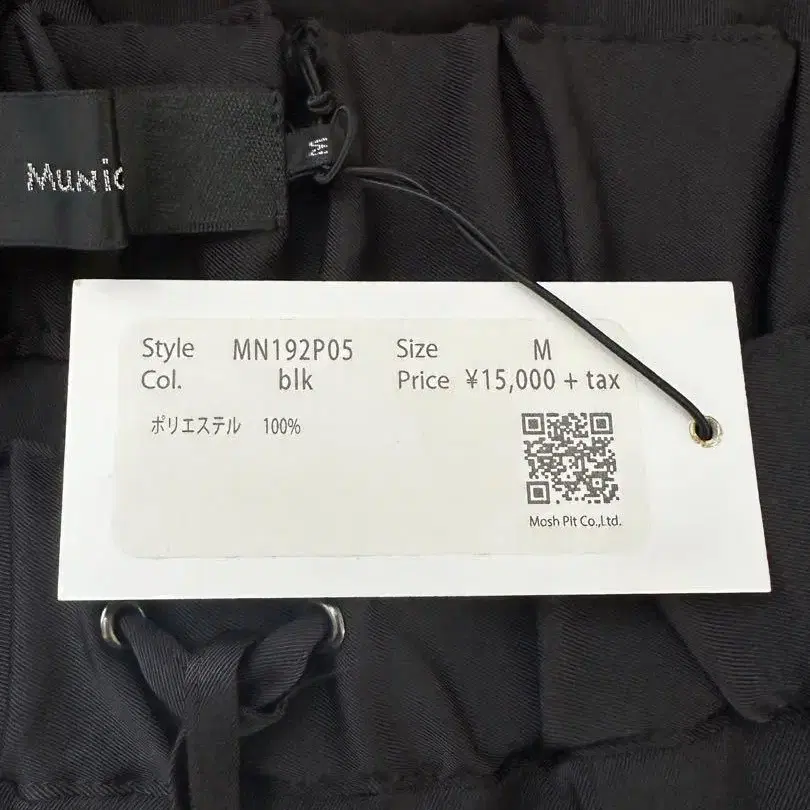 Munic
M
Style MN192P05 Size M
Col. blk Price ¥15,000 + tax
ポリエステル 100%
Mosh Pit Co.,Ltd.